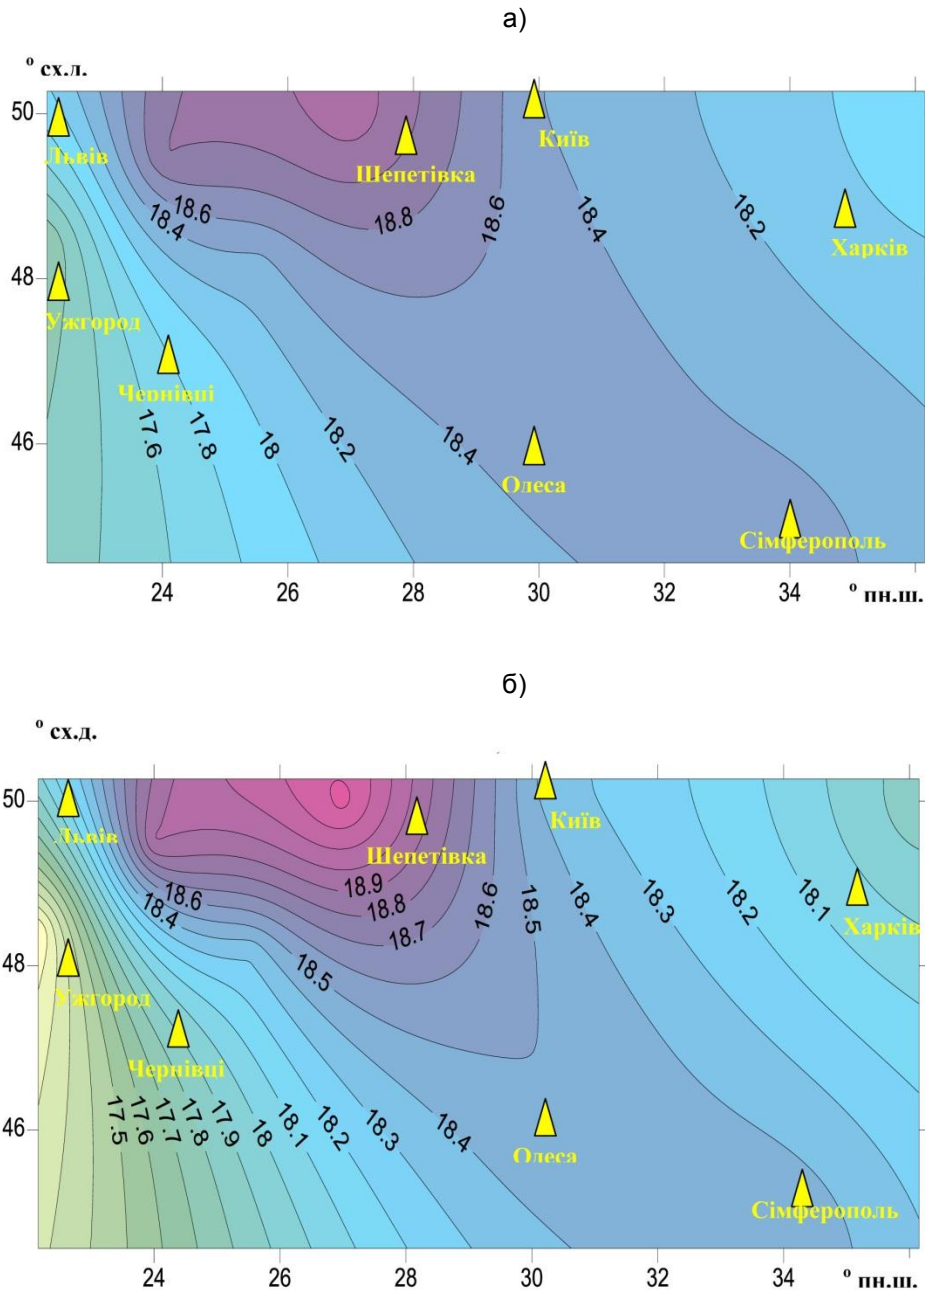 а)
° сх.д.
50
Львів
Київ
Шепетівка
18.6
18.4
18.8
18.6
18.4
18.2
Харків
48
Ужгород
Чернівці
46
17.6
17.8
18
18.2
18.4
Одеса
Сімферополь
24 26 28 30 32 34 ° пн.ш.
б)
° сх.д.
50
Львів
Київ
Шепетівка
18.9
18.8
18.7
18.6
18.6
18.4
18.5
18.5
18.4
18.3
18.2
18.1
Харків
48
Ужгород
Чернівці
46
17.5
17.6
17.7
17.8
17.9
18
18.1
18.2
18.3
18.4
Одеса
Сімферополь
24 26 28 30 32 34 ° пн.ш.